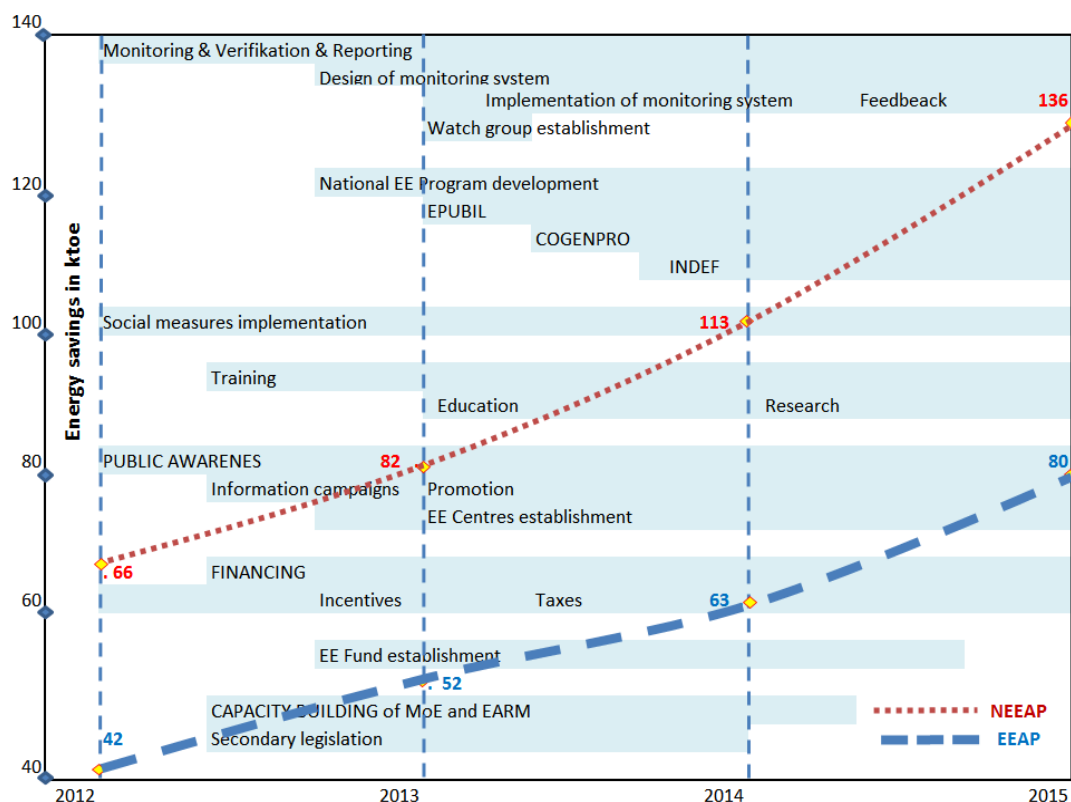 140
Monitoring & Verifikation & Reporting
Design of monitoring system
Implementation of monitoring system
Feedbeack
136
Watch group establishment
120
National EE Program development
EPUBIL
COGENPRO
INDEF
100
Social measures implementation
113
Energy savings in ktoe
Training
Education
Research
80
PUBLIC AWARENES
82
80
Information campaigns
Promotion
EE Centres establishment
. 66
FINANCING
60
Incentives
Taxes
63
EE Fund establishment
. 52
CAPACITY BUILDING of MoE and EARM
NEEAP
42
Secondary legislation
EEAP
40
2012
2013
2014
2015